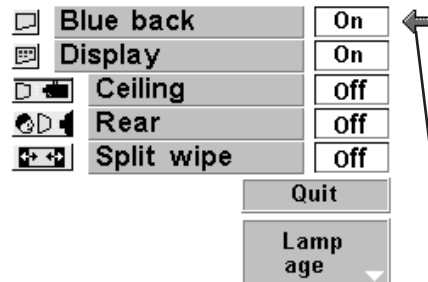 Blue back On
Display On
Ceiling Off
Rear Off
Split wipe Off
Quit
Lamp
age